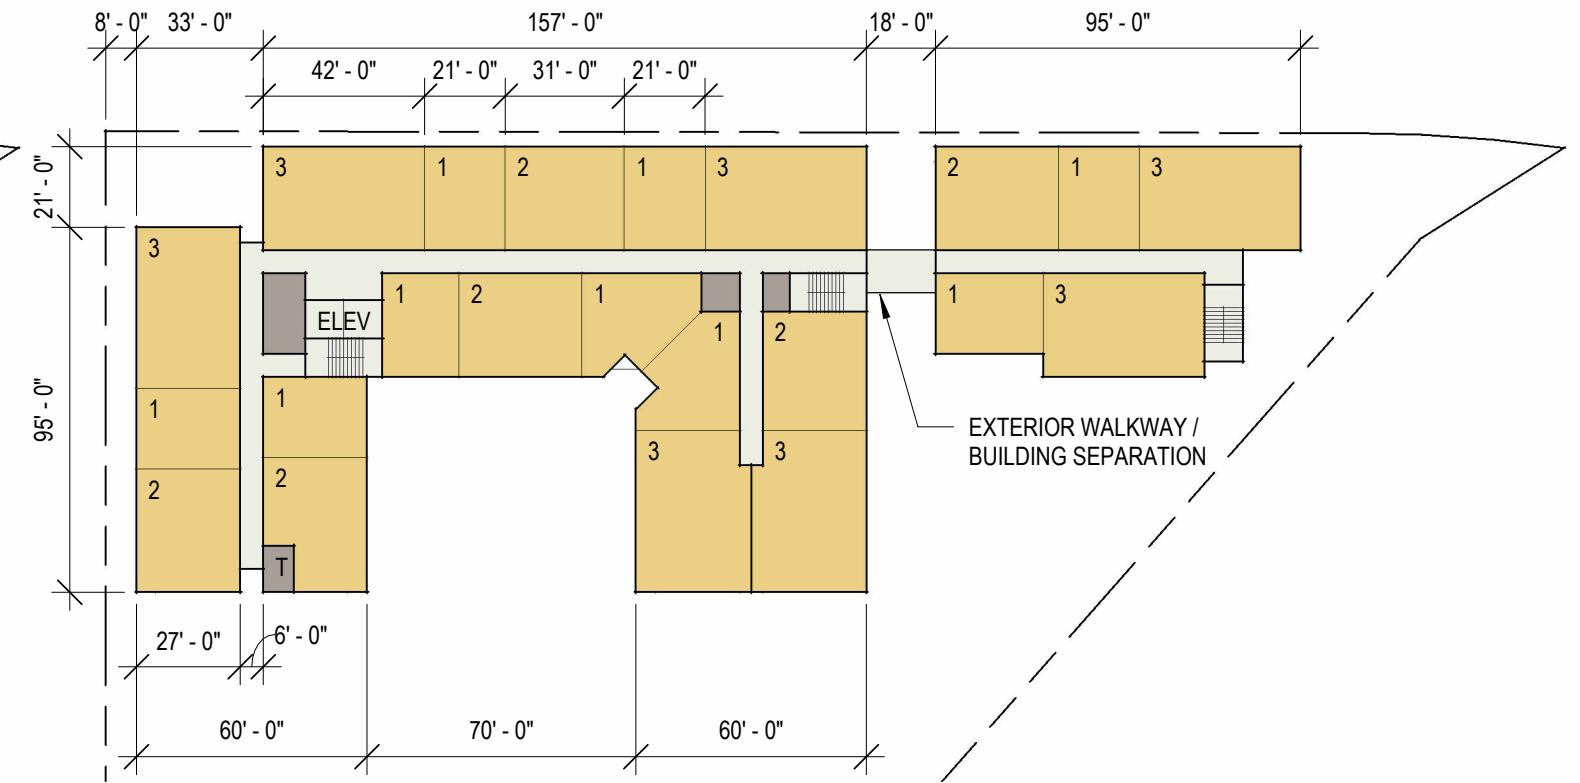 8' - 0" 33' - 0" 157' - 0" 18' - 0" 95' - 0"
42' - 0" 21' - 0" 31' - 0" 21' - 0"
21' - 0"
3 1 2 1 3 2 1 3
3
1 2 1 1 3
ELEV
1 2
95' - 0"
1 1
EXTERIOR WALKWAY /
BUILDING SEPARATION
3 3
2 2
T
27' - 0" 6' - 0"
60' - 0" 70' - 0" 60' - 0"